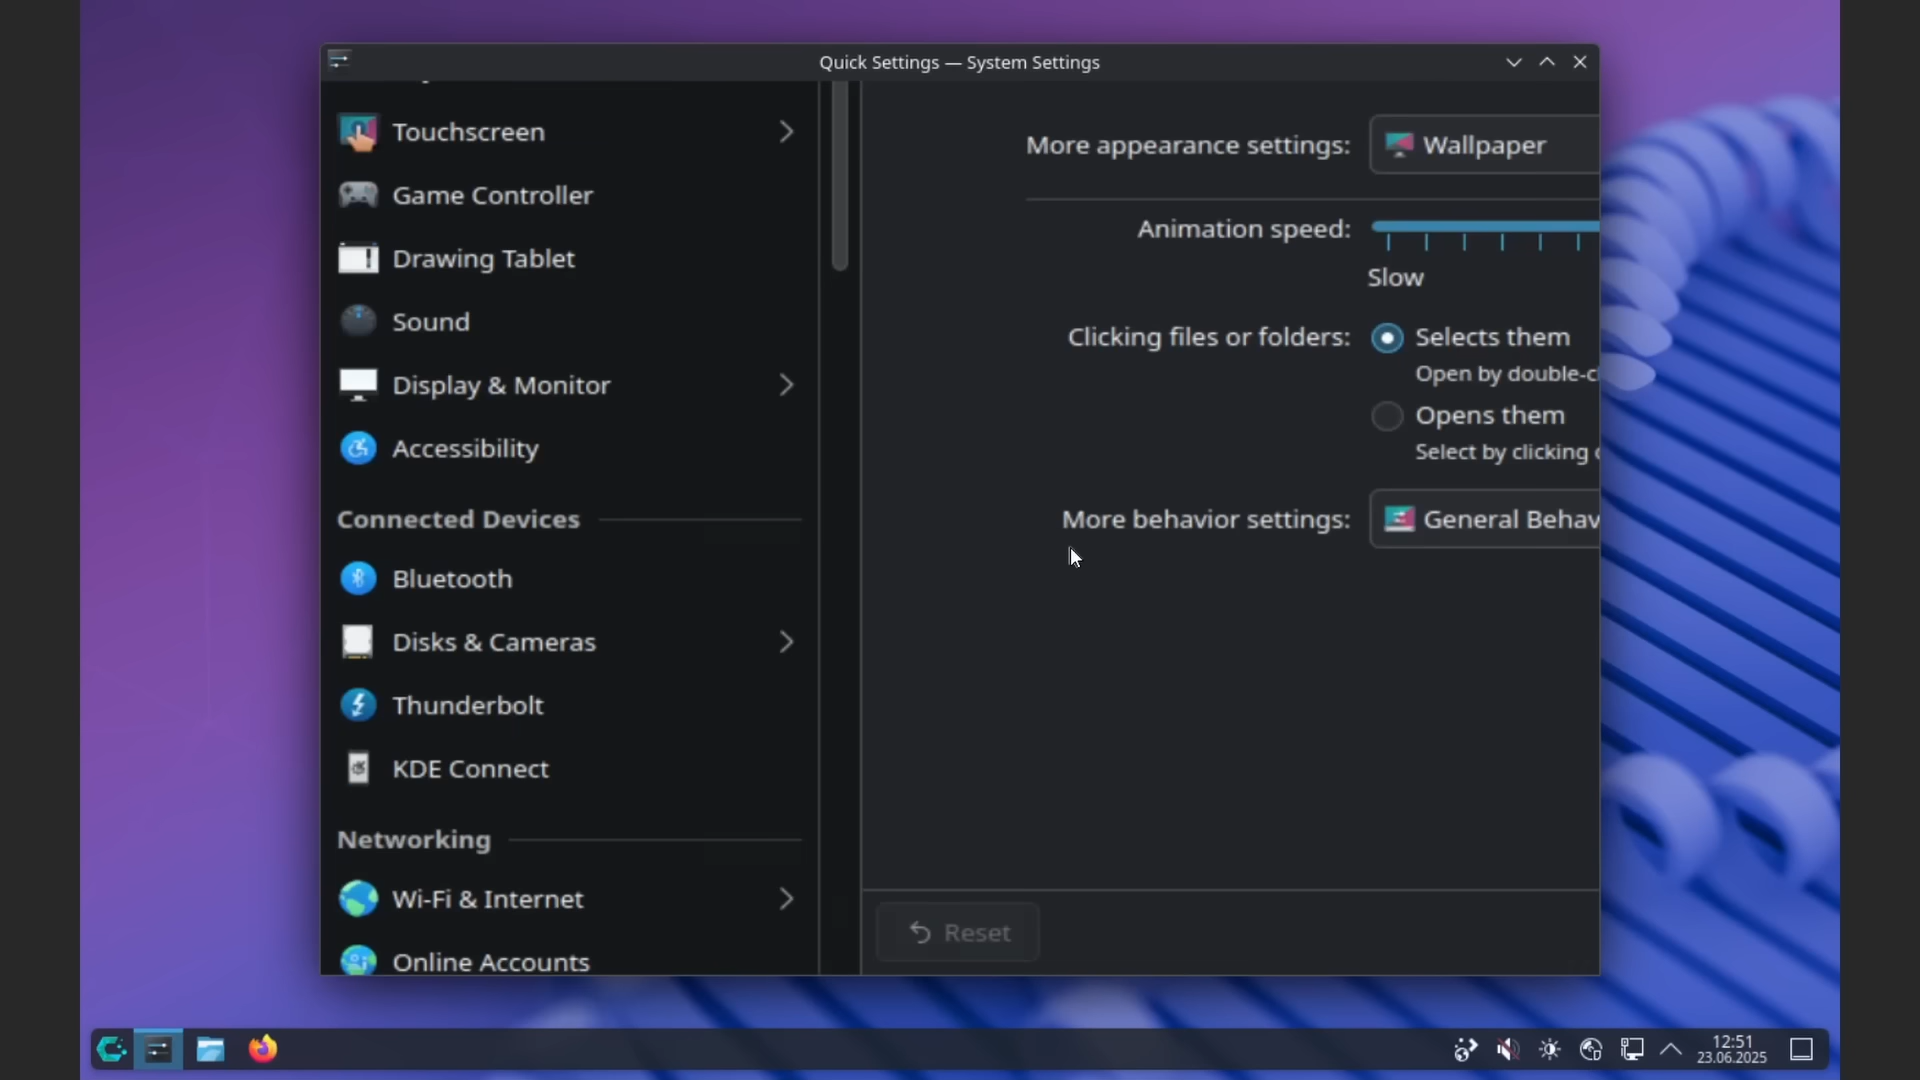 Quick Settings — System Settings
Touchscreen
Game Controller
Drawing Tablet
Sound
Display & Monitor
Accessibility
Connected Devices
Bluetooth
Disks & Cameras
Thunderbolt
KDE Connect
Networking
Wi-Fi & Internet
Online Accounts
More appearance settings:
Wallpaper
Animation speed:
Slow
Clicking files or folders:
Selects them
Open by double-c
Opens them
Select by clicking
More behavior settings:
General Behav
Reset
12:51
23.06.2025